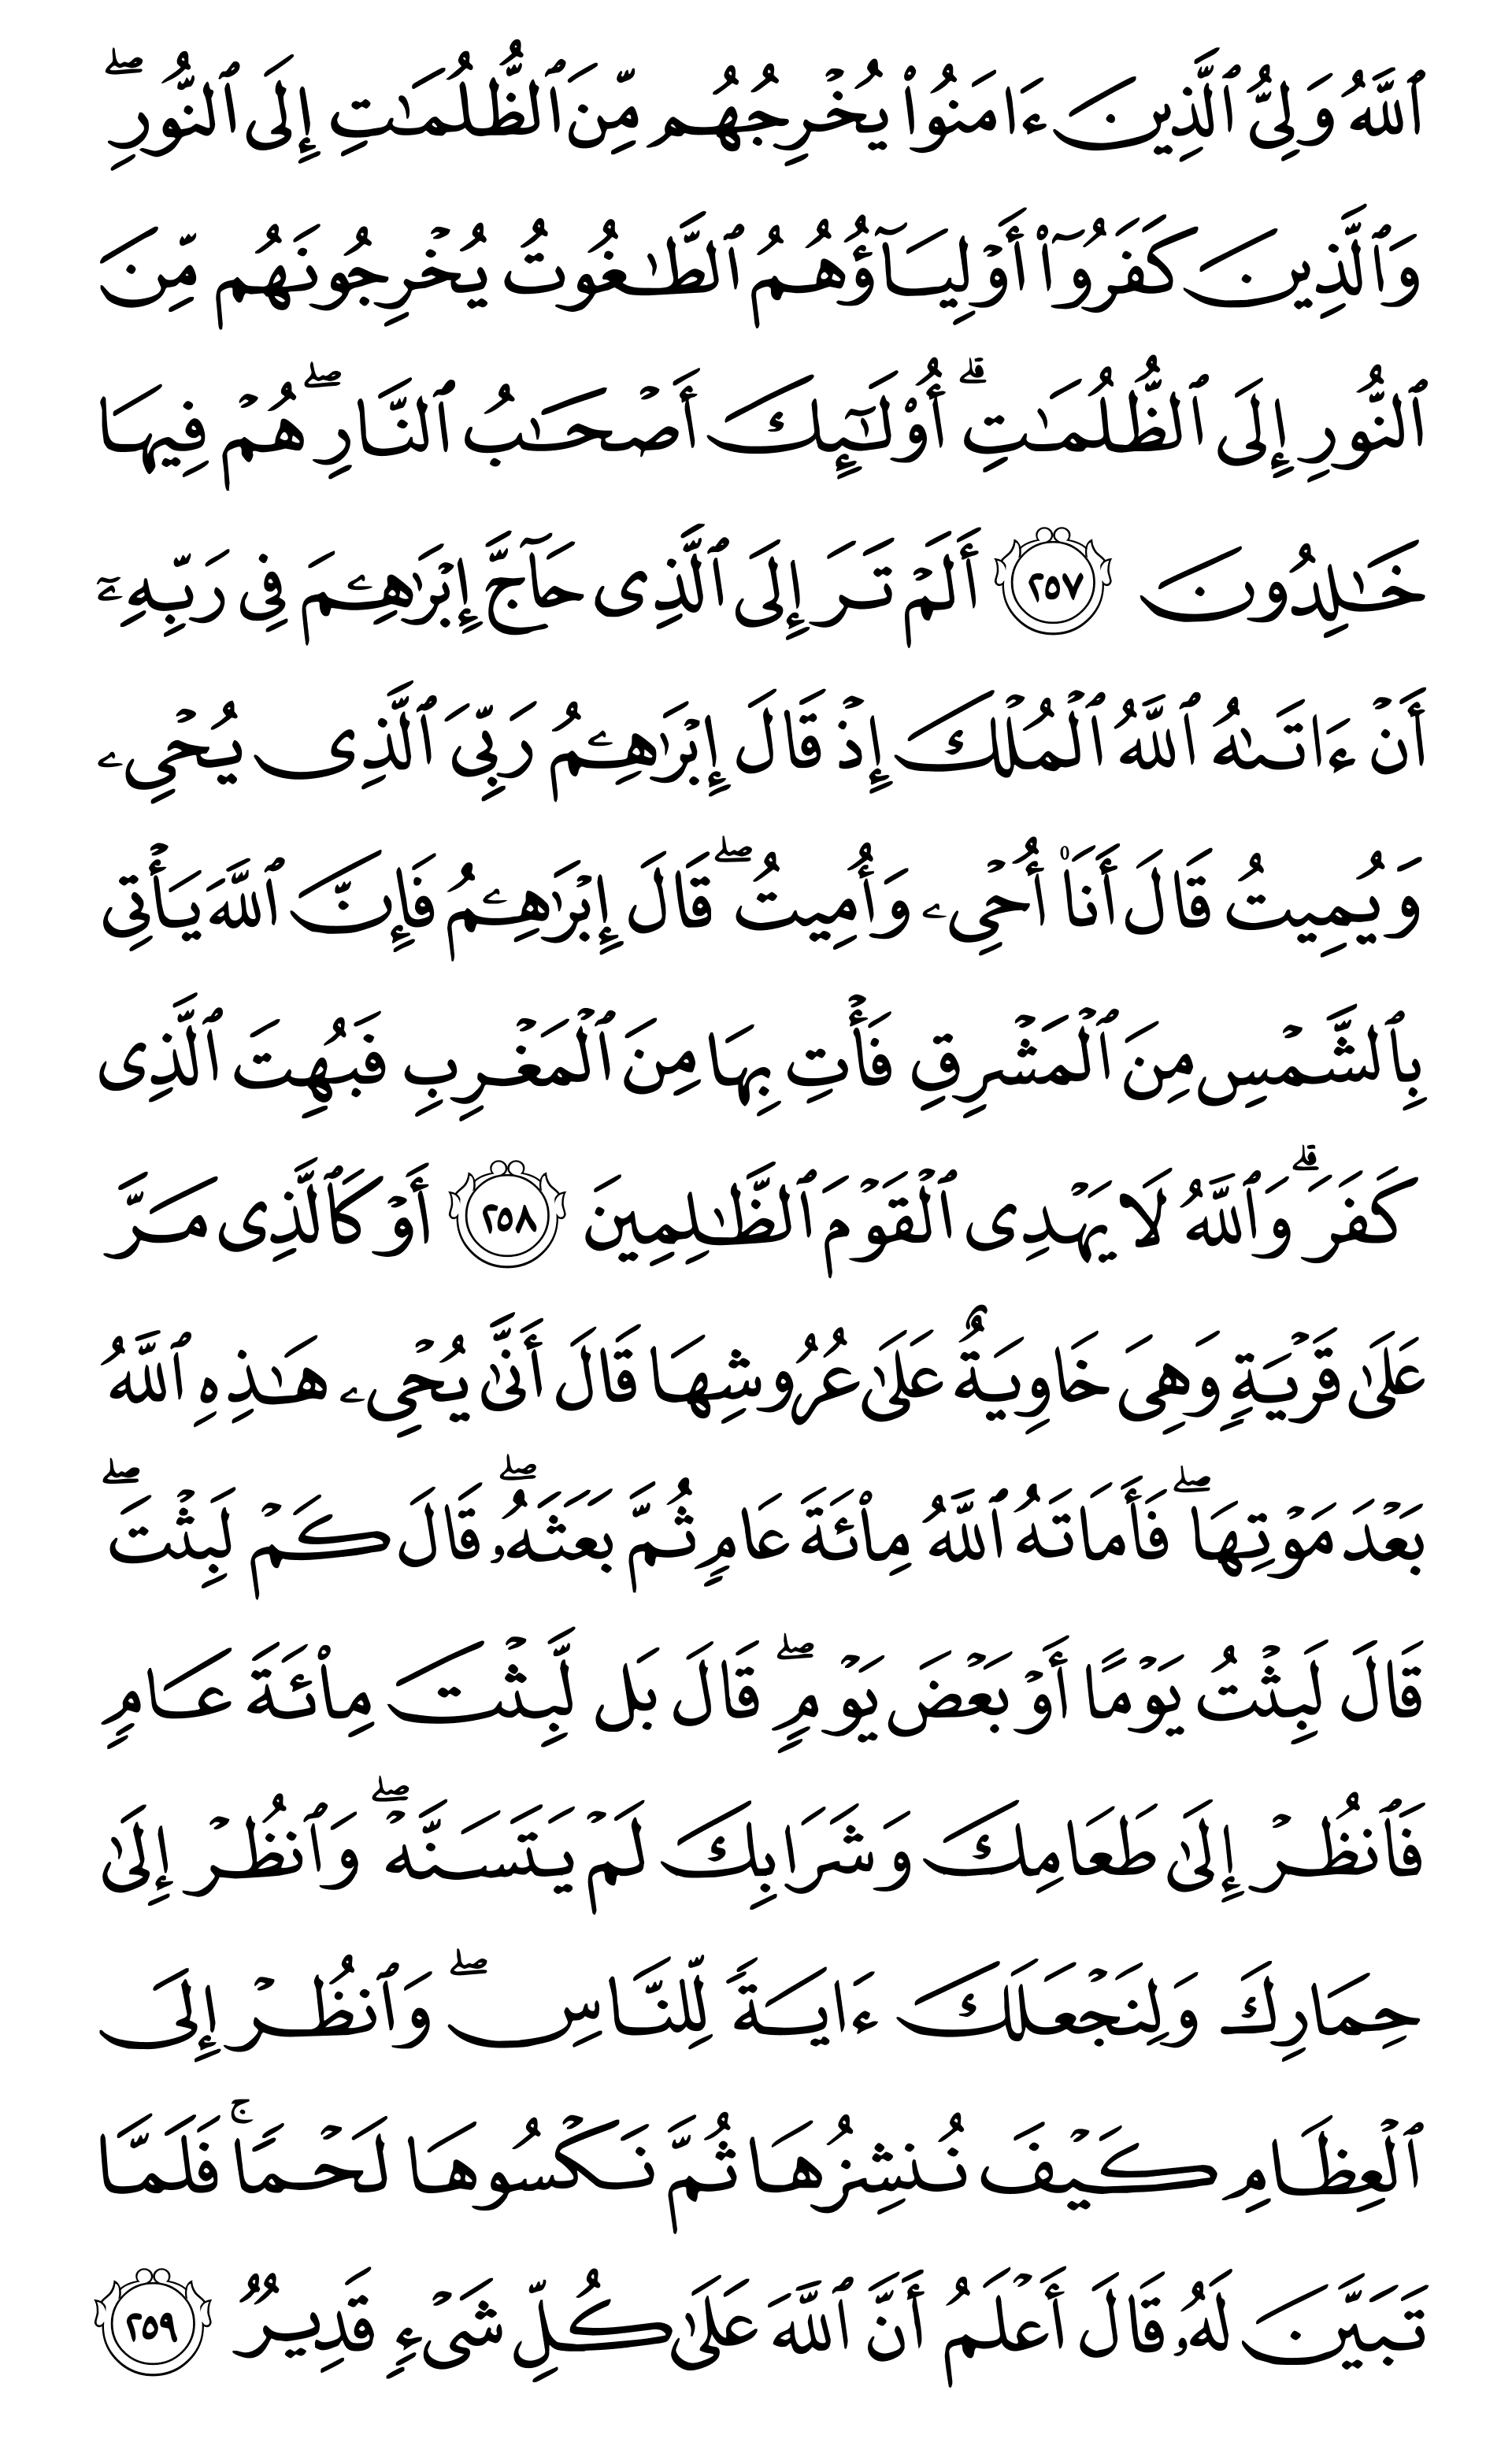 ٱللَّهُ وَلِىُّ ٱلَّذِينَ ءَامَنُوا۟ يُخْرِجُهُم مِّنَ ٱلظُّلُمَـٰتِ إِلَى ٱلنُّورِ ۖ
وَٱلَّذِينَ كَفَرُوٓا۟ أَوْلِيَآؤُهُمُ ٱلطَّـٰغُوتُ يُخْرِجُونَهُم مِّنَ
ٱلنُّورِ إِلَى ٱلظُّلُمَـٰتِ ۗ أُو۟لَـٰٓئِكَ أَصْحَـٰبُ ٱلنَّارِ ۖ هُمْ فِيهَا
خَـٰلِدُونَ ٢٥٧ أَلَمْ تَرَ إِلَى ٱلَّذِى حَآجَّ إِبْرَٰهِـۧمَ فِى رَبِّهِۦٓ
أَنْ ءَاتَىٰهُ ٱللَّهُ ٱلْمُلْكَ إِذْ قَالَ إِبْرَٰهِـۧمُ رَبِّىَ ٱلَّذِى يُحْىِۦ
وَيُمِيتُ قَالَ أَنَا۠ أُحْىِۦ وَأُمِيتُ ۖ قَالَ إِبْرَٰهِـۧمُ فَإِنَّ ٱللَّهَ يَأْتِى
بِٱلشَّمْسِ مِنَ ٱلْمَشْرِقِ فَأْتِ بِهَا مِنَ ٱلْمَغْرِبِ فَبُهِتَ ٱلَّذِى
كَفَرَ ۗ وَٱللَّهُ لَا يَهْدِى ٱلْقَوْمَ ٱلظَّـٰلِمِينَ ٢٥٨ أَوْ كَٱلَّذِى مَرَّ
عَلَىٰ قَرْيَةٍ وَهِىَ خَاوِيَةٌ عَلَىٰ عُرُوشِهَا قَالَ أَنَّىٰ يُحْىِۦ هَـٰذِهِ ٱللَّهُ
بَعْدَ مَوْتِهَا ۖ فَأَمَاتَهُ ٱللَّهُ مِا۟ئَةَ عَامٍ ثُمَّ بَعَثَهُۥ ۖ قَالَ كَمْ لَبِثْتَ ۖ
قَالَ لَبِثْتُ يَوْمًا أَوْ بَعْضَ يَوْمٍ ۖ قَالَ بَل لَّبِثْتَ مِا۟ئَةَ عَامٍ
فَٱنظُرْ إِلَىٰ طَعَامِكَ وَشَرَابِكَ لَمْ يَتَسَنَّهْ ۖ وَٱنظُرْ إِلَىٰ
حِمَارِكَ وَلِنَجْعَلَكَ ءَايَةً لِّلنَّاسِ ۖ وَٱنظُرْ إِلَى
ٱلْعِظَامِ كَيْفَ نُنشِزُهَا ثُمَّ نَكْسُوهَا لَحْمًا ۚ فَلَمَّا
تَبَيَّنَ لَهُۥ قَالَ أَعْلَمُ أَنَّ ٱللَّهَ عَلَىٰ كُلِّ شَىْءٍ قَدِيرٌ ٢٥٩